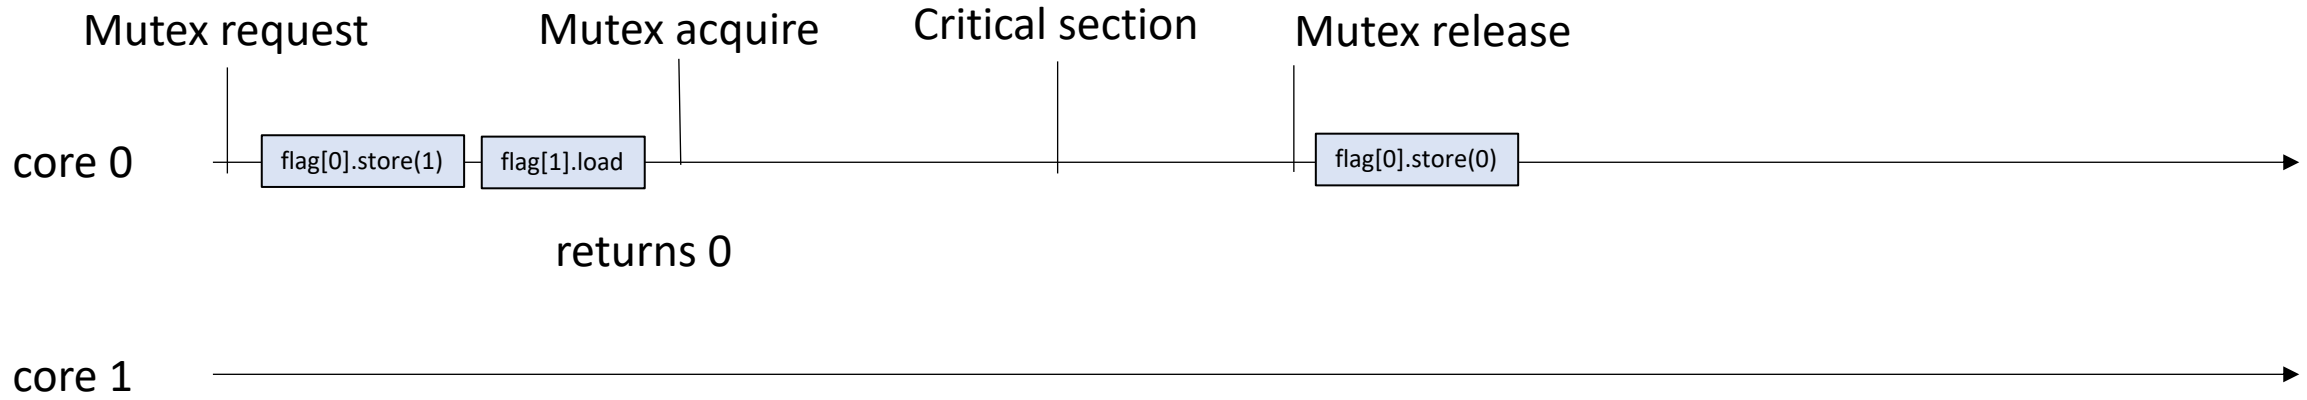 Mutex request
Mutex acquire
Critical section
Mutex release
core 0
flag[0].store(1)
flag[1].load
flag[0].store(0)
returns 0
core 1